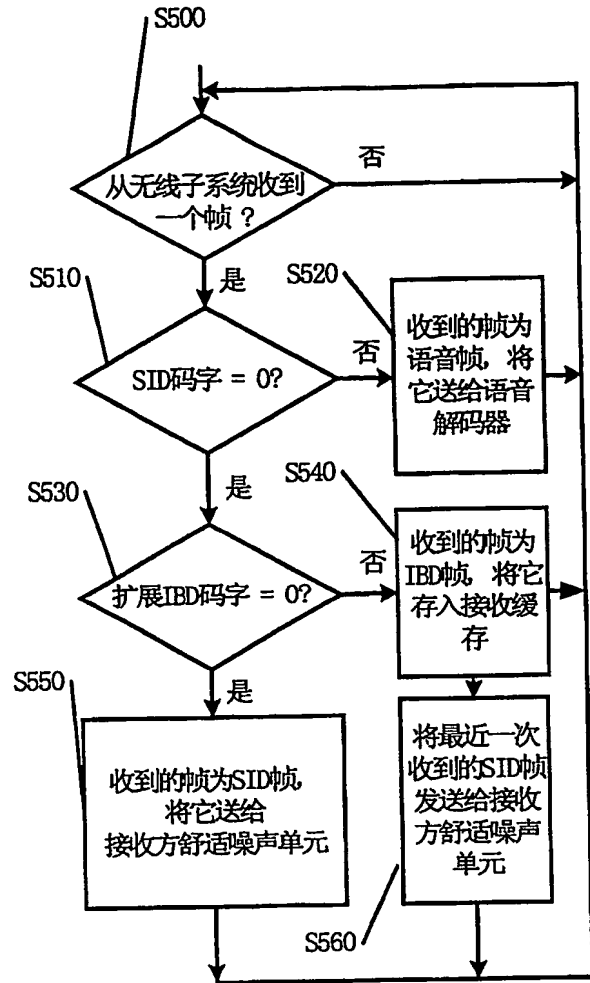 S500
从无线子系统收到
一个帧？
否
是
S510
SID码字 = 0?
否
S520
收到的帧为
语音帧, 将
它送给语音
解码器
是
S530
扩展IBD码字 = 0?
否
S540
收到的帧为
IBD帧, 将它
存入接收缓
存
是
S550
收到的帧为SID帧,
将它送给
接收方舒适噪声单元
将最近一次
收到的SID帧
发送给接收
方舒适噪声
单元
S560